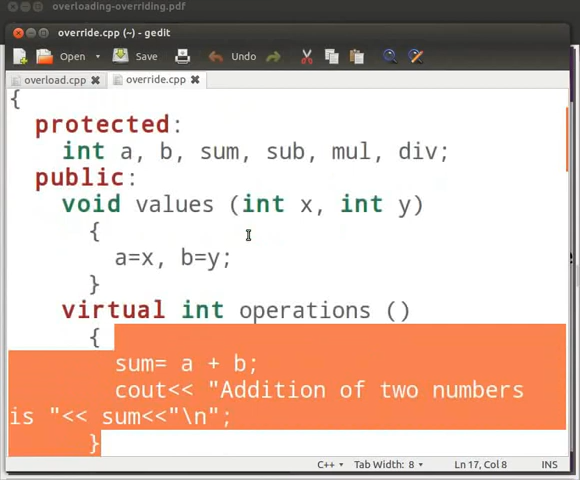 overloading-overriding.pdf
override.cpp (~) - gedit
Open Save Undo
overload.cpp override.cpp
{
protected:
int a, b, sum, sub, mul, div;
public:
void values (int x, int y)
{
a=x, b=y;
}
virtual int operations ()
{
sum= a + b;
cout<< "Addition of two numbers
is "<< sum<<"\n";
}
C++ Tab Width: 8 Ln 17, Col 8 INS